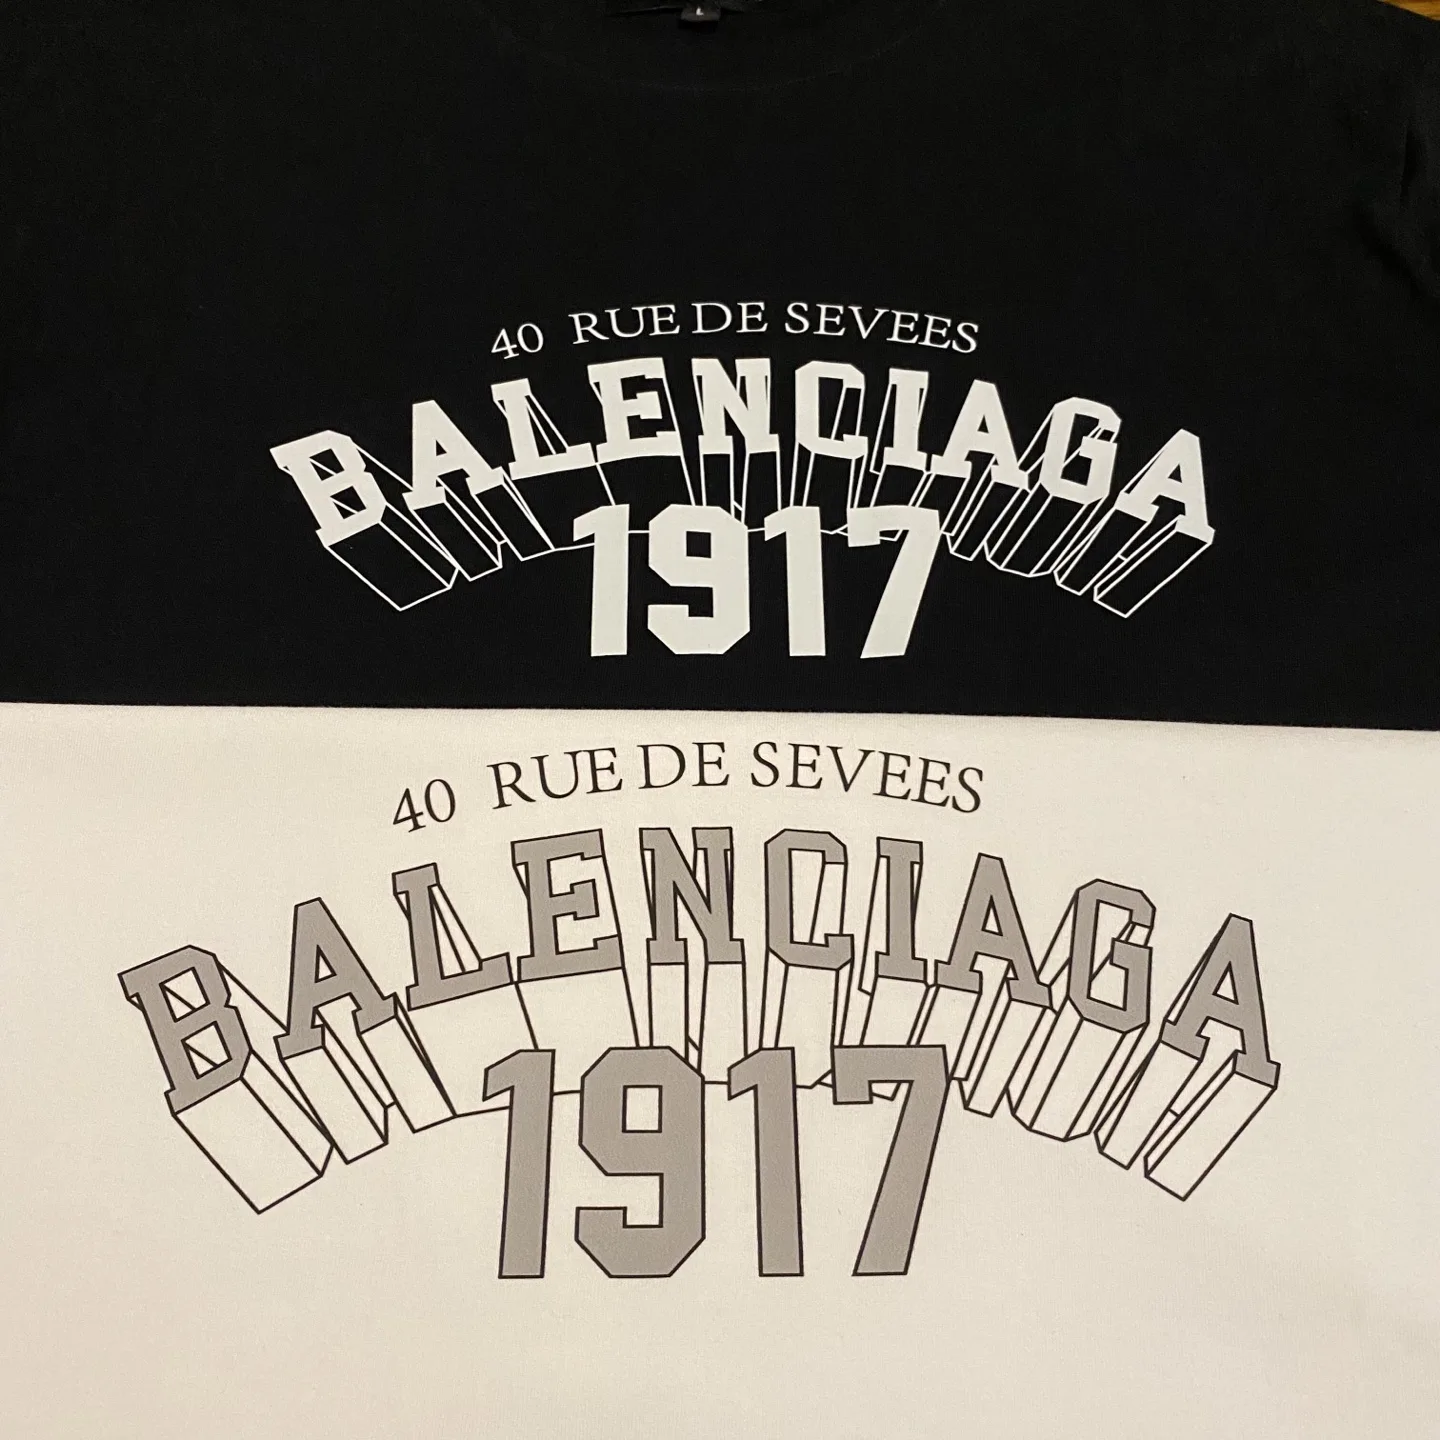 L
40 RUE DE SEVEES
BALENCIAGA
1917
40 RUE DE SEVEES
BALENCIAGA
1917